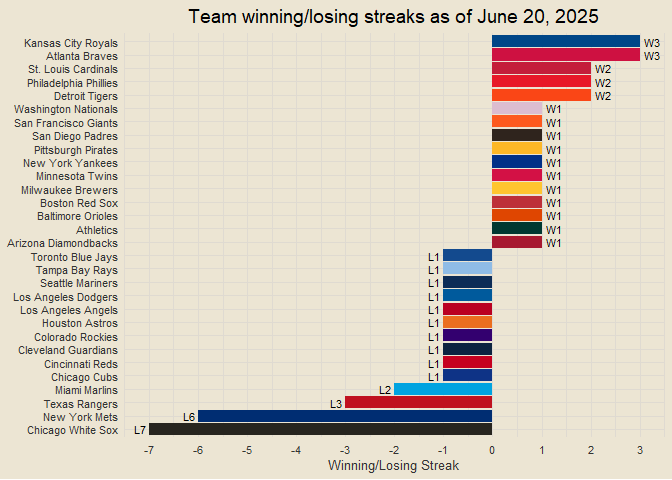 Team winning/losing streaks as of June 20, 2025
Kansas City Royals W3
Atlanta Braves W3
St. Louis Cardinals W2
Philadelphia Phillies W2
Detroit Tigers W2
Washington Nationals W1
San Francisco Giants W1
San Diego Padres W1
Pittsburgh Pirates W1
New York Yankees W1
Minnesota Twins W1
Milwaukee Brewers W1
Boston Red Sox W1
Baltimore Orioles W1
Athletics W1
Arizona Diamondbacks W1
Toronto Blue Jays L1
Tampa Bay Rays L1
Seattle Mariners L1
Los Angeles Dodgers L1
Los Angeles Angels L1
Houston Astros L1
Colorado Rockies L1
Cleveland Guardians L1
Cincinnati Reds L1
Chicago Cubs L1
Miami Marlins L2
Texas Rangers L3
New York Mets L6
Chicago White Sox L7
-7 -6 -5 -4 -3 -2 -1 0 1 2 3
Winning/Losing Streak